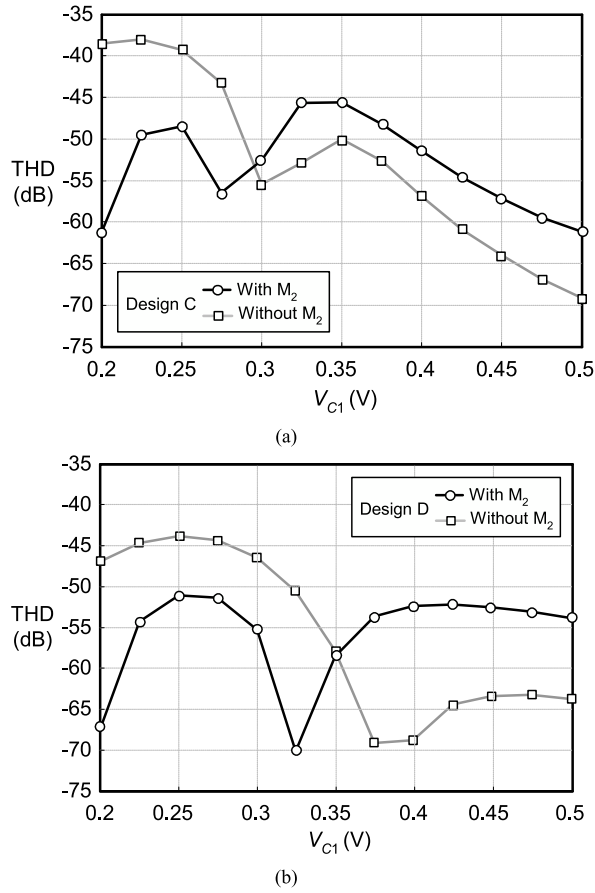 -35
-40
-45
-50
THD
-55
(dB)
-60
-65
-70
-75
Design C
With M2
Without M2
0.2 0.25 0.3 0.35 0.4 0.45 0.5
VC1 (V)
(a)
-35
-40
-45
-50
THD
-55
(dB)
-60
-65
-70
-75
Design D
With M2
Without M2
0.2 0.25 0.3 0.35 0.4 0.45 0.5
VC1 (V)
(b)